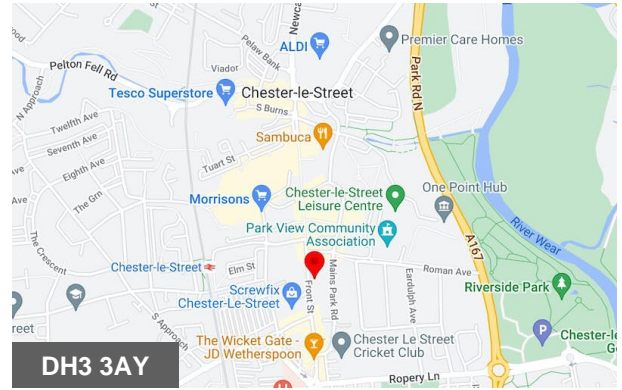 Newca
Pelaw Bank
ALDI
Premier Care Homes
Pelton Fell Rd
Viador
Park Rd N
N Approach
Tesco Superstore
Chester-le-Street
S Burns
Twelfth Ave
Seventh Ave
Sambuca
Eighth Ave
Tuart St
The Grn
Morrisons
Chester-le-Street
Leisure Centre
One Point Hub
River Wear
Park View Community
Association
A167
The Crescent
Chester-le-Street
Elm St
Roman Ave
Screwfix
Chester-Le-Street
Front St
Mains Park Rd
Eardulph Ave
Riverside Park
reet
S Approach
The Wicket Gate -
JD Wetherspoon
Chester Le Street
Cricket Club
P
Chester-le
Ropery Ln
H
DH3 3AY